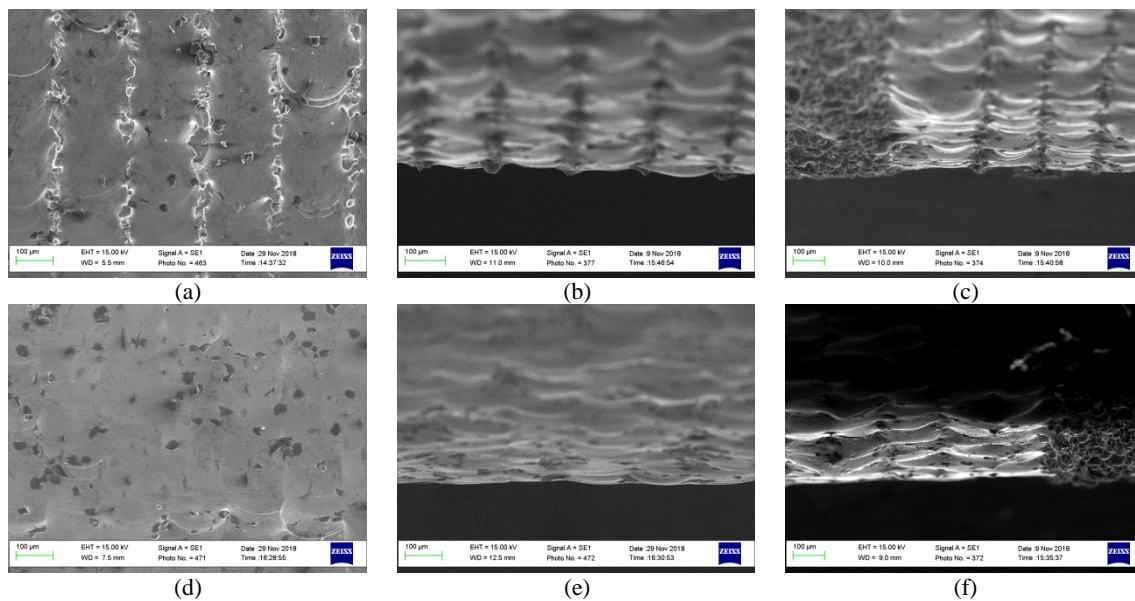 100 µm EHT = 15.00 kV Signal A = SE1 Date :29 Nov 2018 ZEISS
WD = 5.5 mm Photo No. = 463 Time :14:37:32
100 µm EHT = 15.00 kV Signal A = SE1 Date :9 Nov 2018 ZEISS
WD = 11.0 mm Photo No. = 377 Time :15:46:54
100 µm EHT = 15.00 kV Signal A = SE1 Date :9 Nov 2018 ZEISS
WD = 10.0 mm Photo No. = 374 Time :15:40:58
(a)
(b)
(c)
100 µm EHT = 15.00 kV Signal A = SE1 Date :29 Nov 2018 ZEISS
WD = 7.5 mm Photo No. = 471 Time :16:28:55
100 µm EHT = 15.00 kV Signal A = SE1 Date :29 Nov 2018 ZEISS
WD = 12.5 mm Photo No. = 472 Time :16:30:53
100 µm EHT = 15.00 kV Signal A = SE1 Date :9 Nov 2018 ZEISS
WD = 9.0 mm Photo No. = 372 Time :15:35:37
(d)
(e)
(f)